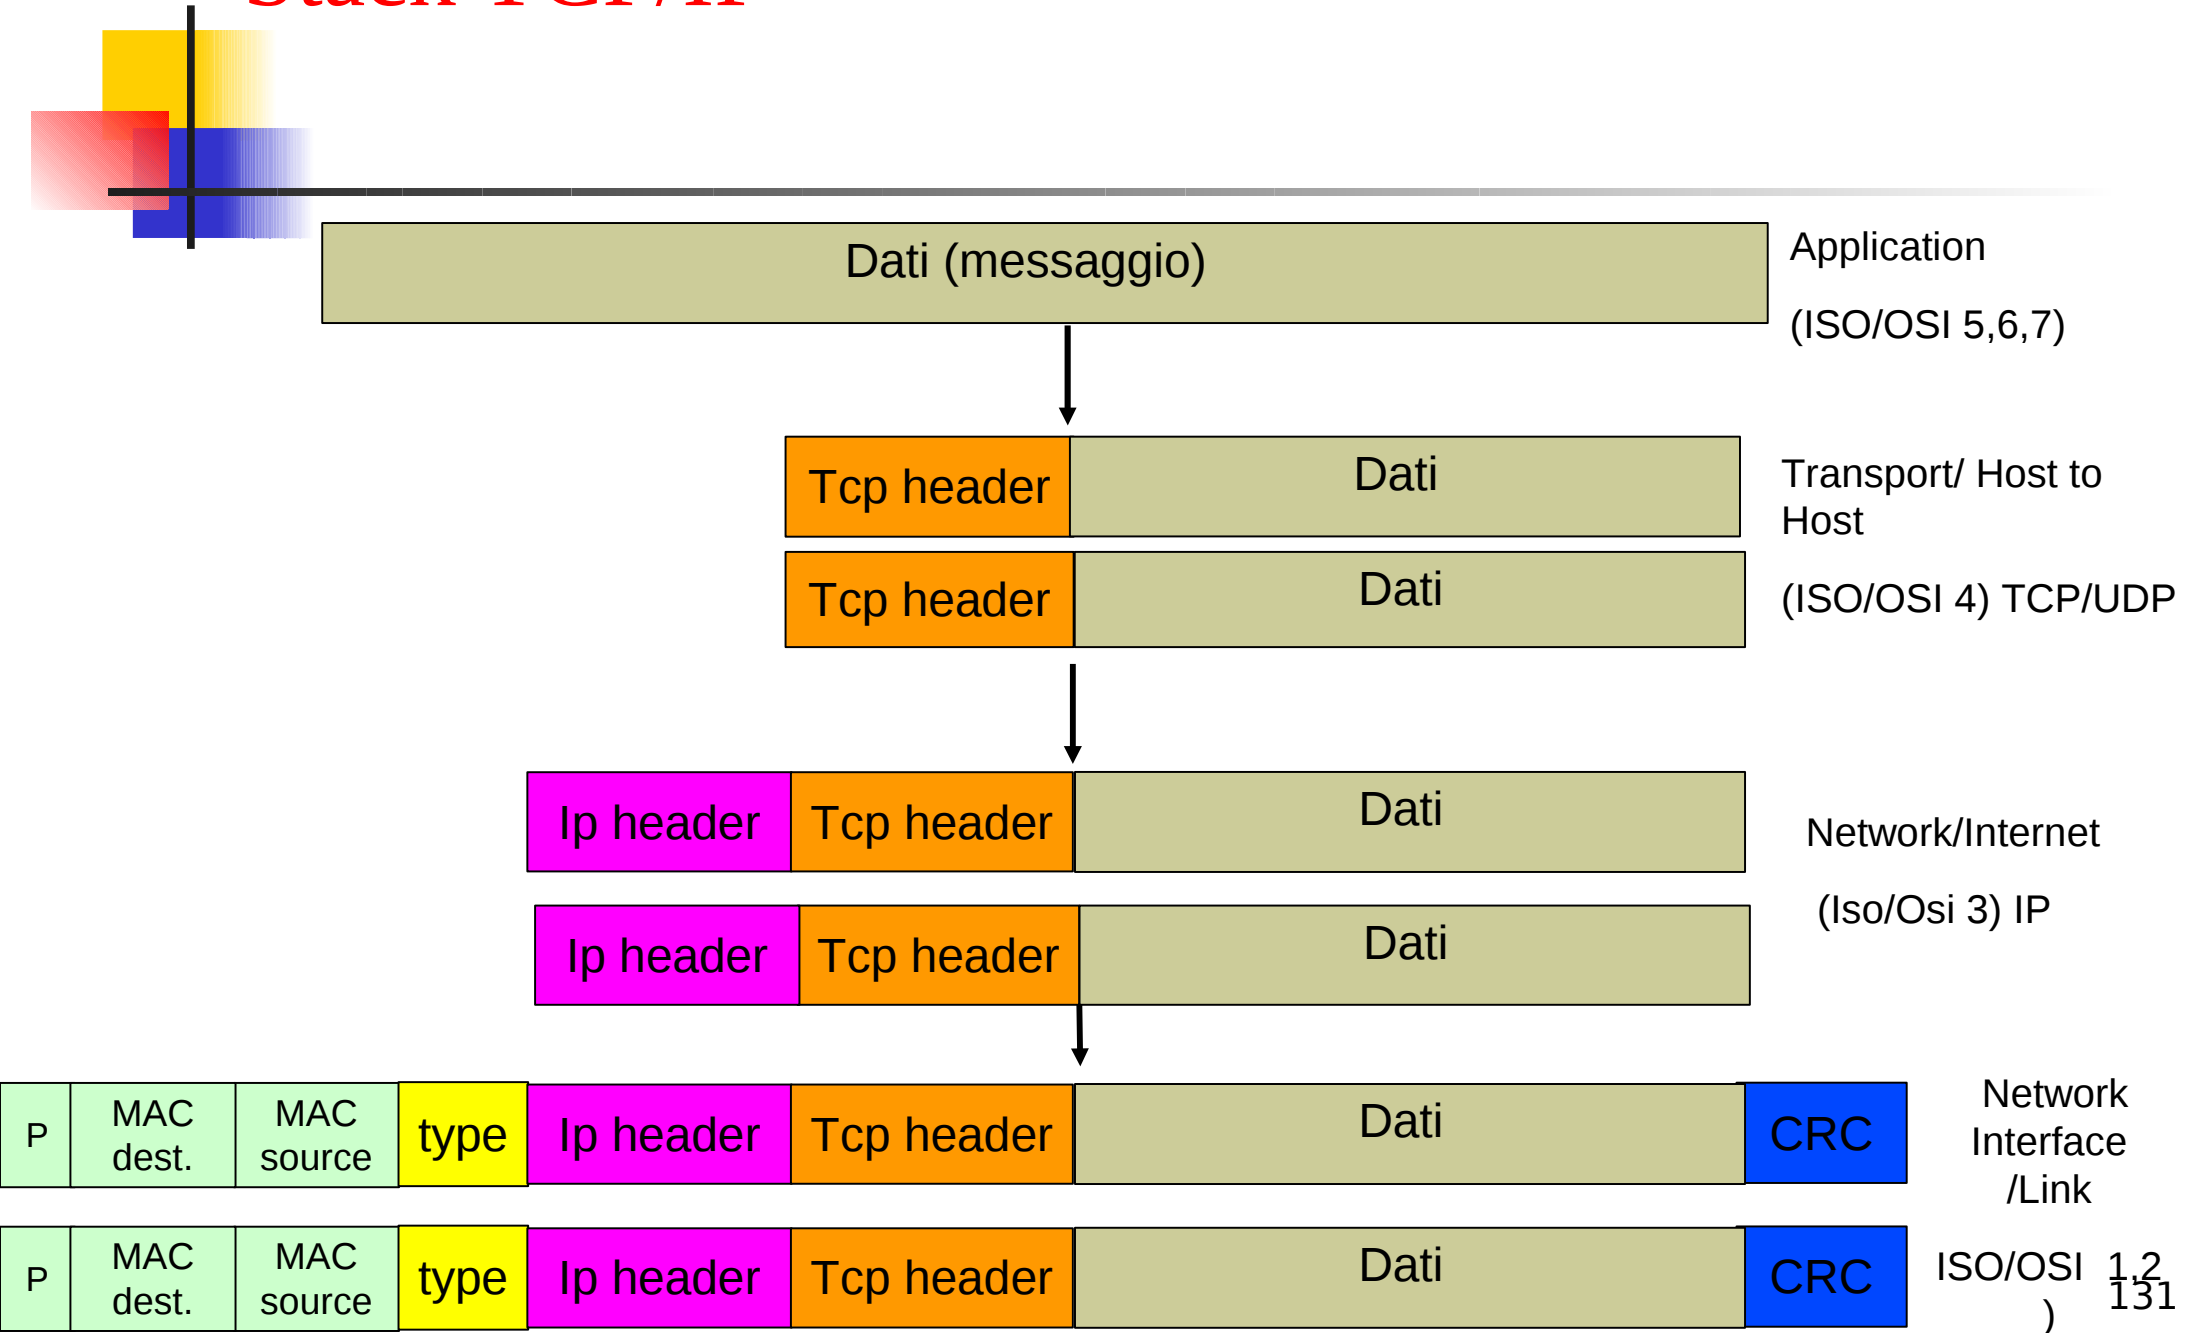 Stack TCP/IP
Dati (messaggio)
Application
(ISO/OSI 5,6,7)
Tcp header Dati
Transport/ Host to
Host
Tcp header Dati
(ISO/OSI 4) TCP/UDP
Ip header Tcp header Dati
Network/Internet
(Iso/Osi 3) IP
Ip header Tcp header Dati
P MAC dest. MAC source type Ip header Tcp header Dati CRC
Network
Interface
/Link
P MAC dest. MAC source type Ip header Tcp header Dati CRC
ISO/OSI 1,2
)
131